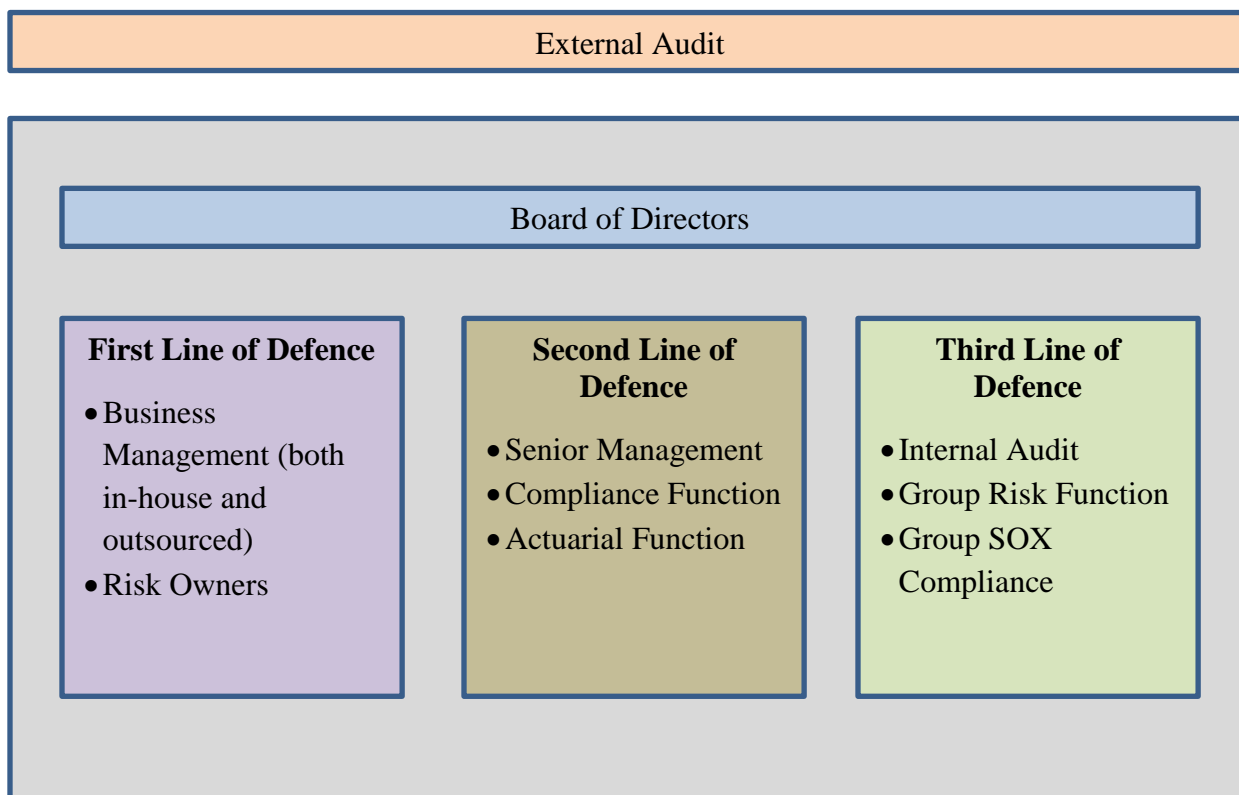 External Audit
Board of Directors
First Line of Defence
• Business
Management (both
in-house and
outsourced)
• Risk Owners
Second Line of
Defence
• Senior Management
• Compliance Function
• Actuarial Function
Third Line of
Defence
• Internal Audit
• Group Risk Function
• Group SOX
Compliance